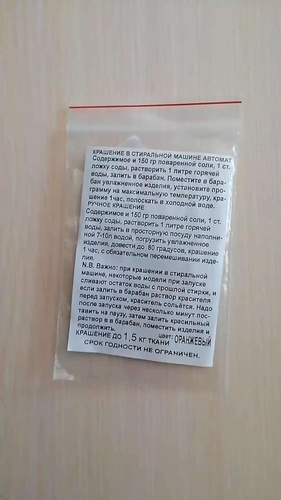 КРАШЕНИЕ В СТИРАЛЬНОЙ МАШИНЕ АВТОМАТ
Содержимое и 150 гр поваренной соли, 1 ст.
ложку соды, растворить 1 литре горячей
воды, залить в барабан. Поместите в бара-
бан увлажненное изделия, установите про-
грамму на максимальную температуру, краше-
ние 1час, полоскать в холодной воде.
РУЧНОЕ КРАШЕНИЕ
Содержимое и 150 гр поваренной соли, 1 ст.
ложку соды, растворить 1 литре горячей
воды, залить в просторную посуду наполнен-
ной 7-10л водой, погрузить увлажненное
изделия, довести до 80 градусов, крашение
1 час, с обязательном перемешивании изде-
лия.
N.B. Важно: при крашении в стиральной
машине, некоторые модели при запуске
сливают остаток воды с прошлой стирки, и
если залить в барабан раствор красителя
перед запуском, краситель сольётся. Надо
после запуска через несколько минут пос-
тавить на паузу, затем залить красильный
раствор в в барабан, поместить изделия и
продолжить.
КРАШЕНИЕ ДО 1,5 КГ ТКАНИ цвет: ОРАНЖЕВЫЙ
СРОК ГОДНОСТИ НЕ ОГРАНИЧЕН.